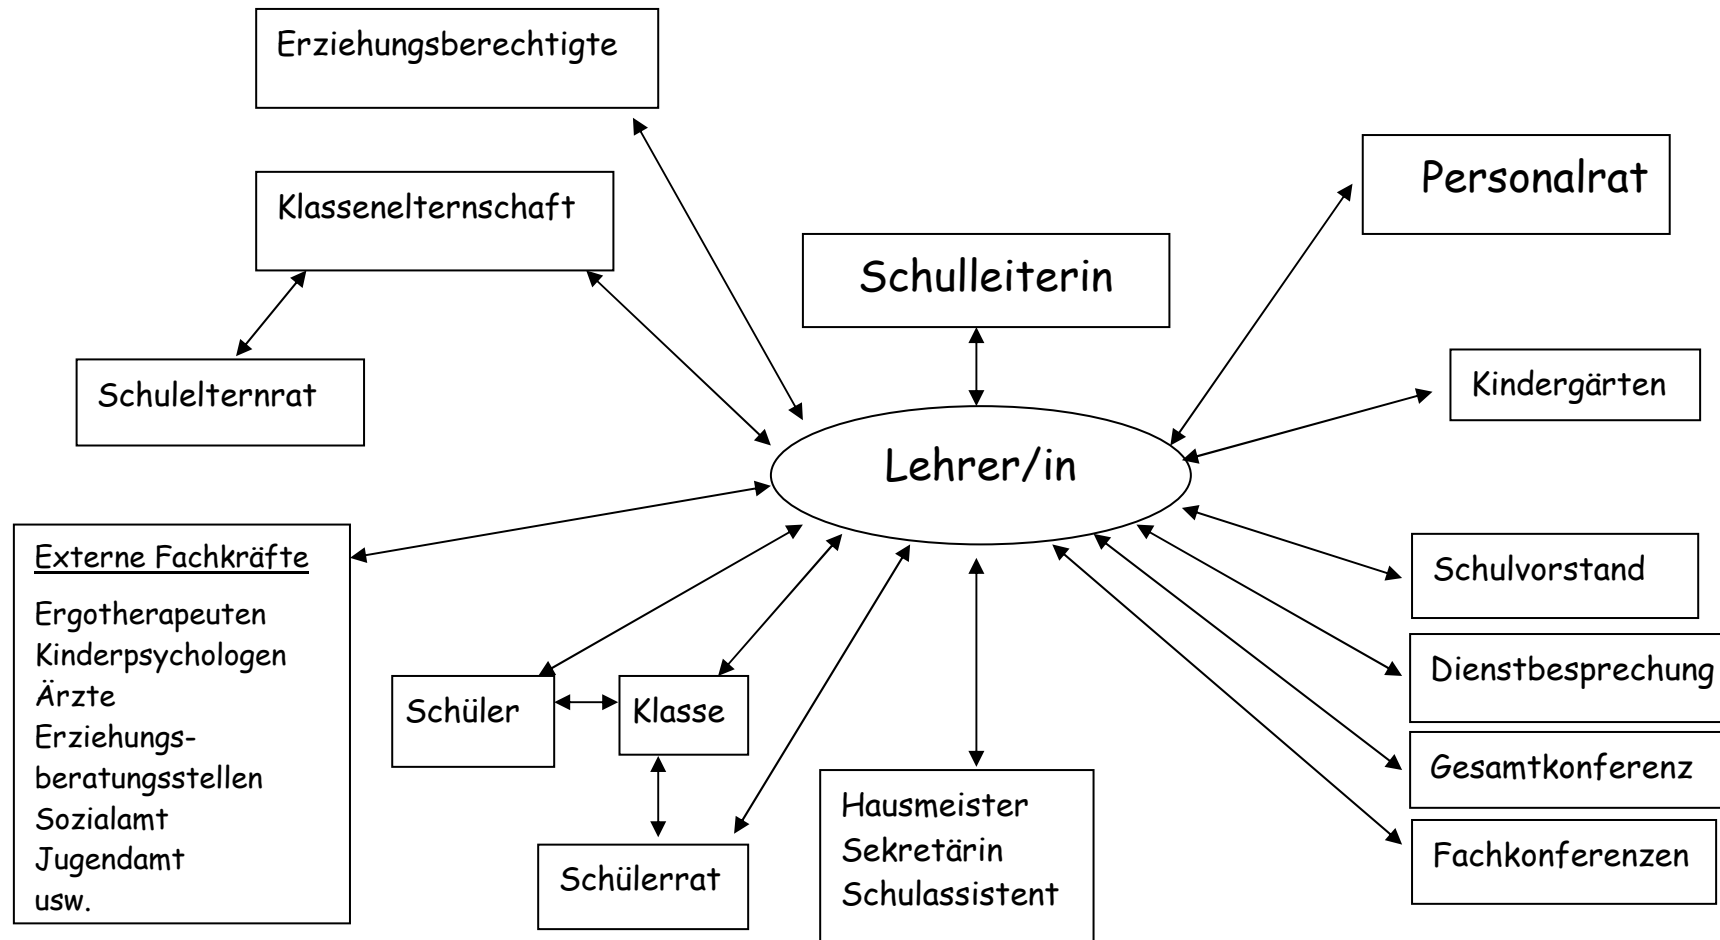 Erziehungsberechtigte
Personalrat
Klassenelternschaft
Schulleiterin
Schulelternrat
Kindergärten
Lehrer/in
Externe Fachkräfte
Ergotherapeuten
Kinderpsychologen
Ärzte
Erziehungs-
beratungsstellen
Sozialamt
Jugendamt
usw.
Schüler
Klasse
Schülerrat
Hausmeister
Sekretärin
Schulassistent
Schulvorstand
Dienstbesprechung
Gesamtkonferenz
Fachkonferenzen